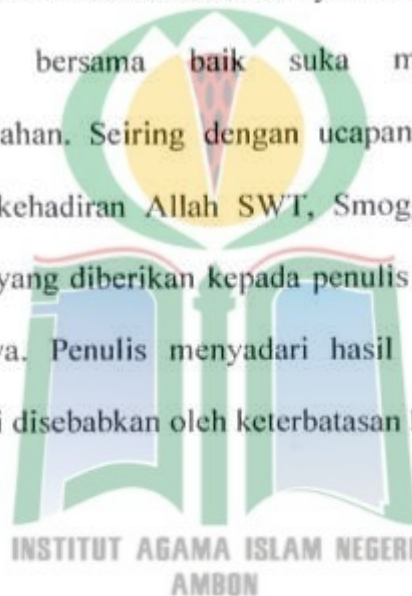 bersama baik suka m
ahan. Seiring dengan ucapan
kehadiran Allah SWT, Smog
yang diberikan kepada penulis
va. Penulis menyadari hasil
i disebabkan oleh keterbatasan
INSTITUT AGAMA ISLAM NEGERI
AMBON